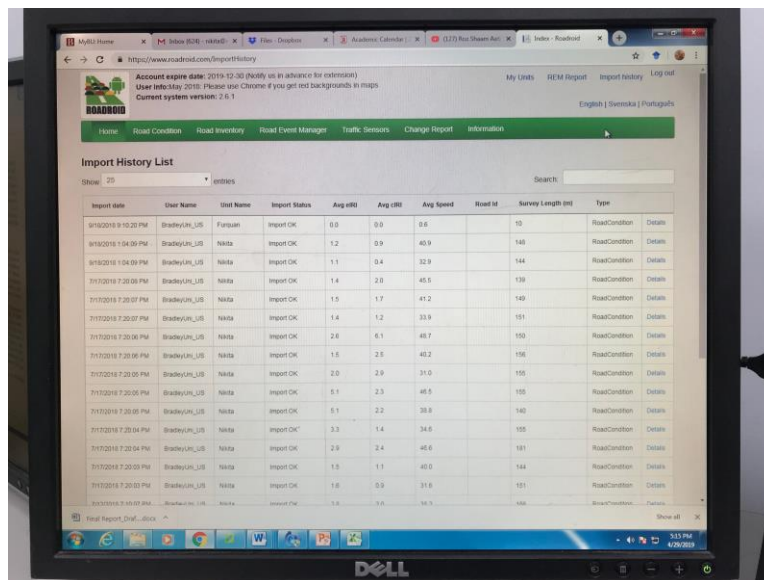 MyBU Home
Files - Dropbox
Academic Calendar
Index - Roadroid
https://www.roadroid.com/ImportHistory
Account expire date: 2019-12-30 (Notify us in advance for extension)
User info:May 2018: Please use Chrome if you get red backgrounds in maps
Current system version: 2.6.1
ROADROID
My Units REM Report Import history Log out
English | Svenska | Português
Home Road Condition Road Inventory Road Event Manager Traffic Sensors Change Report Information
Import History List
Show 25 entries
Search:
Import date User Name Unit Name Import Status Avg eIRI Avg cIRI Avg Speed Road Id Survey Length (m) Type
9/18/2018 9:10:20 PM BradleyUni_US Furquan Import OK 0.0 0.0 0.6 10 RoadCondition Details
9/18/2018 1:04:09 PM BradleyUni_US Nikita Import OK 1.2 0.9 40.9 148 RoadCondition Details
9/18/2018 1:04:09 PM BradleyUni_US Nikita Import OK 1.1 0.4 32.9 144 RoadCondition Details
7/17/2018 7:20:08 PM BradleyUni_US Nikita Import OK 1.4 2.0 45.5 139 RoadCondition Details
7/17/2018 7:20:07 PM BradleyUni_US Nikita Import OK 1.5 1.7 41.2 149 RoadCondition Details
7/17/2018 7:20:07 PM BradleyUni_US Nikita Import OK 1.4 1.2 33.9 151 RoadCondition Details
7/17/2018 7:20:06 PM BradleyUni_US Nikita Import OK 2.8 6.1 48.7 150 RoadCondition Details
7/17/2018 7:20:06 PM BradleyUni_US Nikita Import OK 1.5 2.5 40.2 156 RoadCondition Details
7/17/2018 7:20:05 PM BradleyUni_US Nikita Import OK 2.0 2.9 31.0 155 RoadCondition Details
7/17/2018 7:20:05 PM BradleyUni_US Nikita Import OK 5.1 2.3 46.5 155 RoadCondition Details
7/17/2018 7:20:05 PM BradleyUni_US Nikita Import OK 5.1 2.2 38.9 140 RoadCondition Details
7/17/2018 7:20:04 PM BradleyUni_US Nikita Import OK 3.3 1.4 34.6 155 RoadCondition Details
7/17/2018 7:20:04 PM BradleyUni_US Nikita Import OK 2.9 2.4 46.6 191 RoadCondition Details
7/17/2018 7:20:03 PM BradleyUni_US Nikita Import OK 1.5 1.1 40.0 144 RoadCondition Details
7/17/2018 7:20:03 PM BradleyUni_US Nikita Import OK 1.6 0.9 31.6 151 RoadCondition Details
Final Report_Draf....docx
Show all
5:15 PM
4/29/2019
DELL